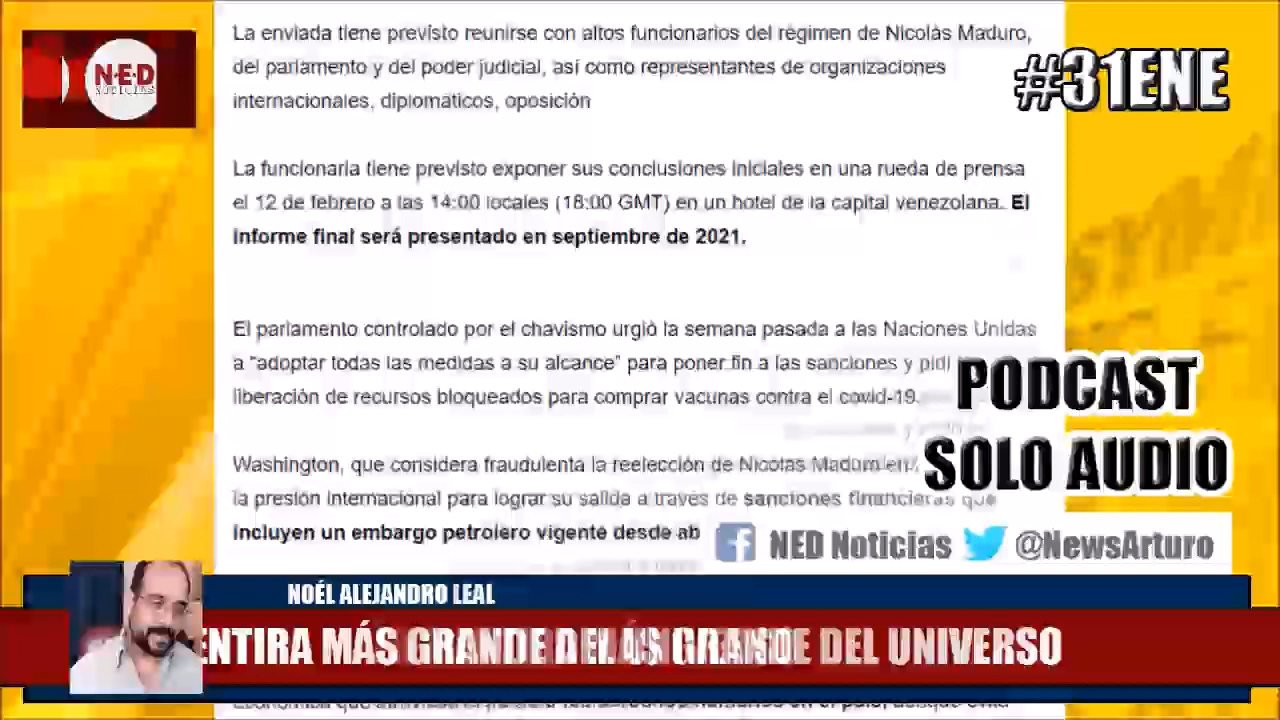 La enviada tiene previsto reunirse con altos funcionarios del régimen de Nicolás Maduro,
del parlamento y del poder judicial, así como representantes de organizaciones
internacionales, diplomáticos, oposición
N·E·D
NOTICIAS
#31ENE
La funcionaria tiene previsto exponer sus conclusiones iniciales en una rueda de prensa
el 12 de febrero a las 14:00 locales (18:00 GMT) en un hotel de la capital venezolana. El
informe final será presentado en septiembre de 2021.
El parlamento controlado por el chavismo urgió la semana pasada a las Naciones Unidas
a "adoptar todas las medidas a su alcance" para poner fin a las sanciones y pidi
liberación de recursos bloqueados para comprar vacunas contra el covid-19.
PODCAST
SOLO AUDIO
Washington, que considera fraudulenta la reelección de Nicolás
la presión internacional para lograr su salida a través de sanciones financieras que
incluyen un embargo petrolero vigente desde ab
NED Noticias @NewsArturo
NOÉL ALEJANDRO LEAL
ENTIRA MÁS GRANDE DEL UNIVERSO